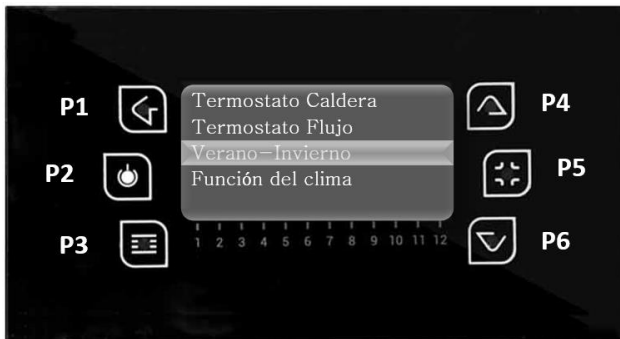 P1
Termostato Caldera
P4
Termostato Flujo
Verano-Invierno
P2
P5
Función del clima
P3
1 2 3 4 5 6 7 8 9 10 11 12
P6